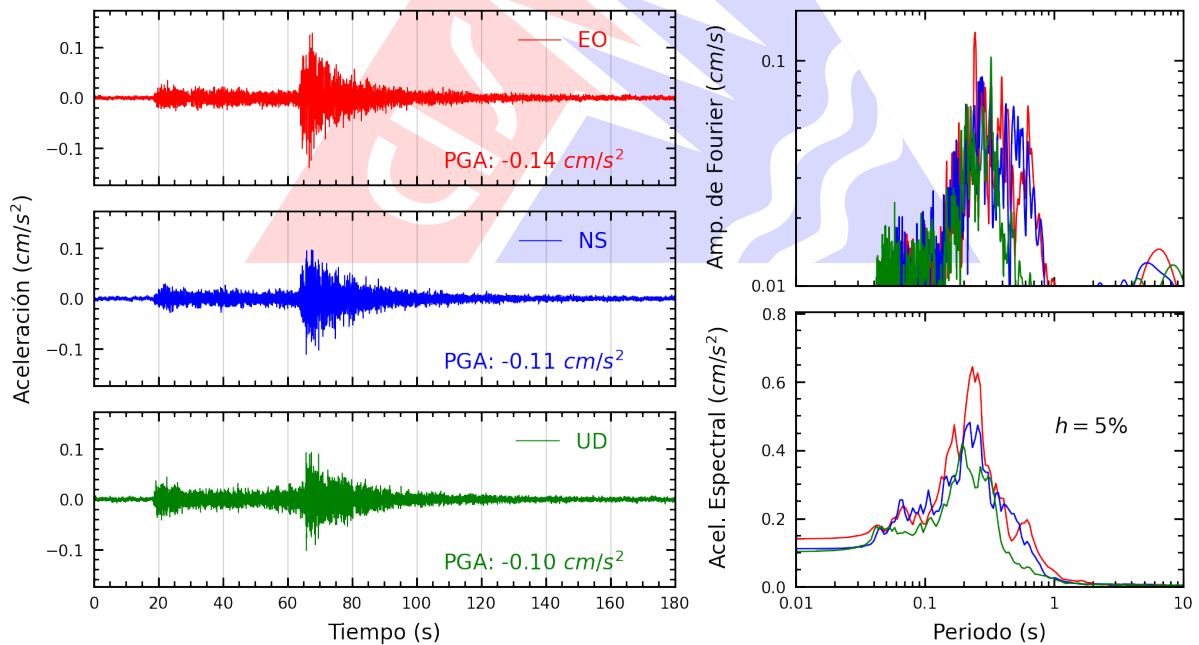 Aceleración (cm/s²)
0.1
0.0
−0.1
EO
PGA: -0.14 cm/s²
0.1
0.0
−0.1
NS
PGA: -0.11 cm/s²
0.1
0.0
−0.1
UD
PGA: -0.10 cm/s²
0 20 40 60 80 100 120 140 160 180
Tiempo (s)
Amp. de Fourier (cm/s)
0.1
0.01
Acel. Espectral (cm/s²)
0.8
0.6
0.4
0.2
0.0
h = 5%
0.01 0.1 1 10
Periodo (s)